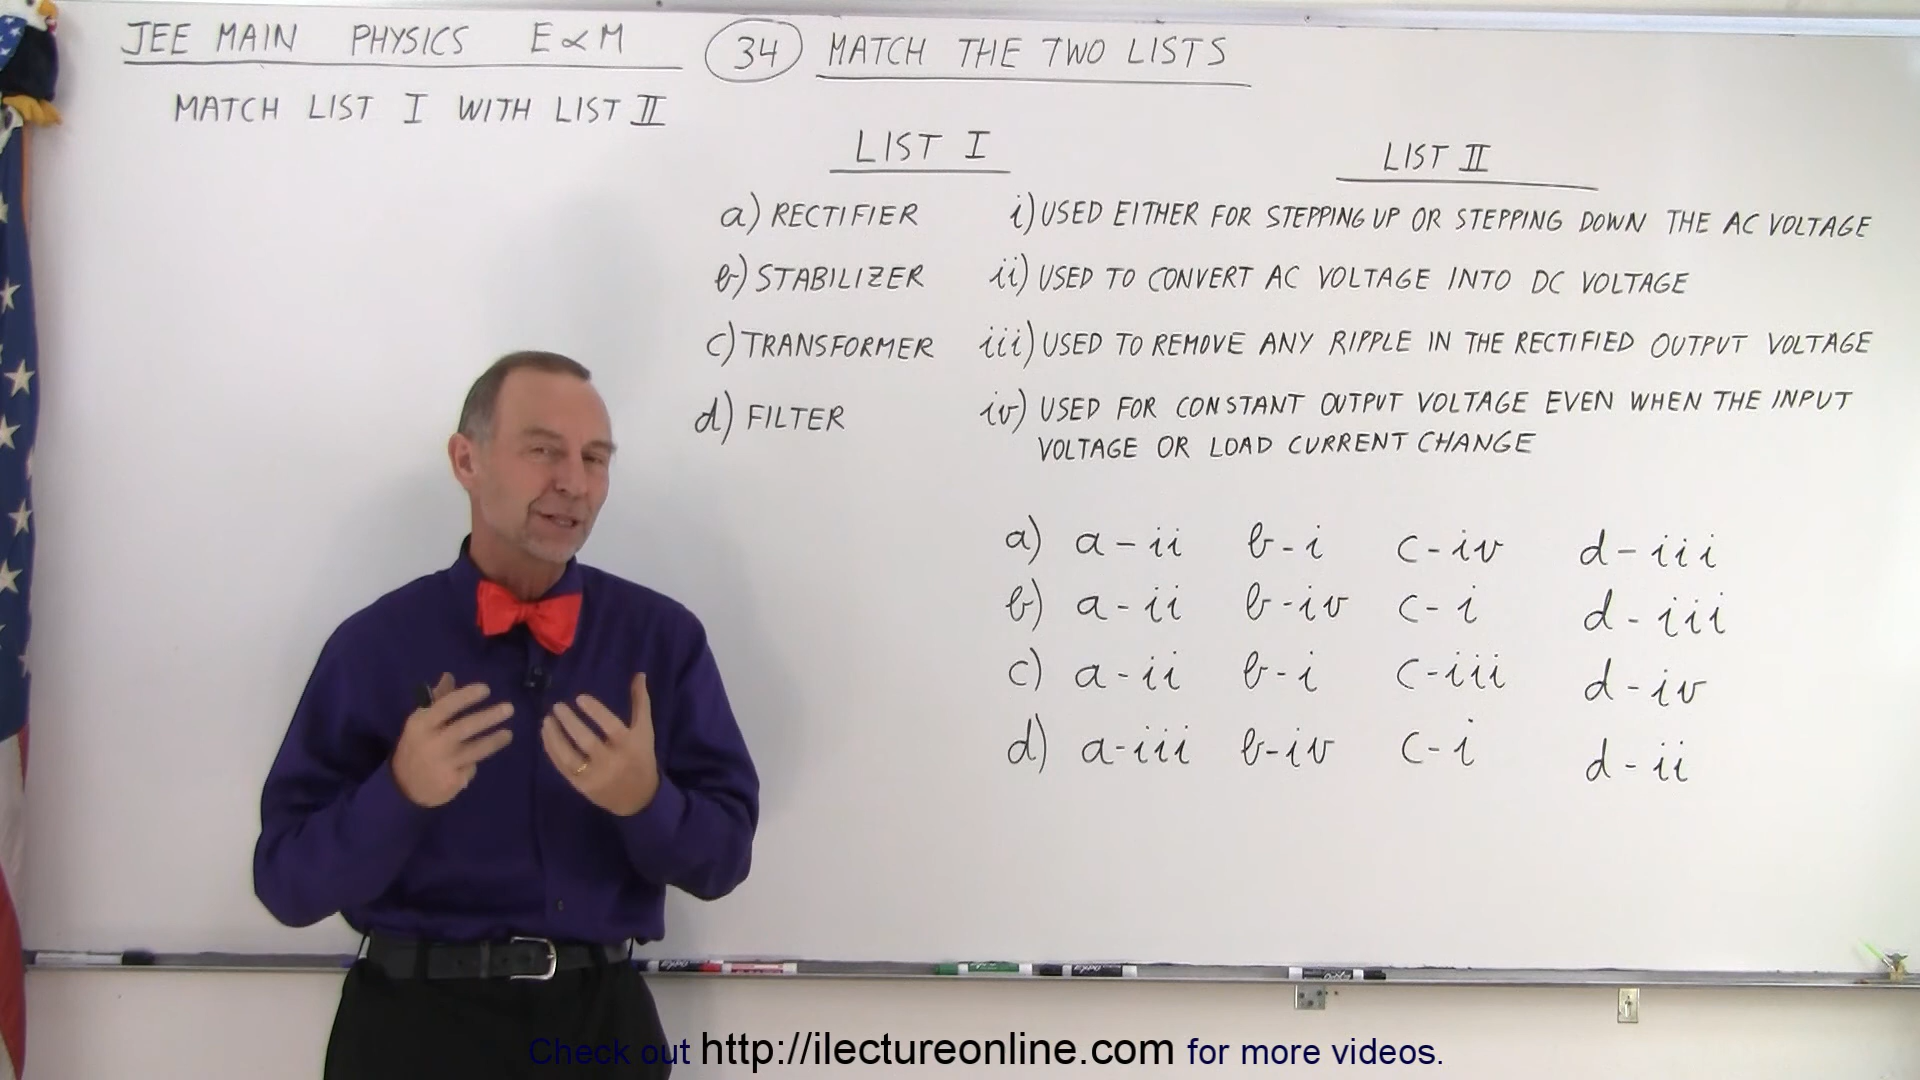 JEE MAIN PHYSICS E&M
34 MATCH THE TWO LISTS
MATCH LIST I WITH LIST II
LIST I
LIST II
a) RECTIFIER
i) USED EITHER FOR STEPPING UP OR STEPPING DOWN THE AC VOLTAGE
b) STABILIZER
ii) USED TO CONVERT AC VOLTAGE INTO DC VOLTAGE
c) TRANSFORMER
iii) USED TO REMOVE ANY RIPPLE IN THE RECTIFIED OUTPUT VOLTAGE
d) FILTER
iv) USED FOR CONSTANT OUTPUT VOLTAGE EVEN WHEN THE INPUT
VOLTAGE OR LOAD CURRENT CHANGE
a) a - ii b - i c - iv d - iii
b) a - ii b - iv c - i d - iii
c) a - ii b - i c - iii d - iv
d) a - iii b - iv c - i d - ii
Check out http://ilectureonline.com for more videos.